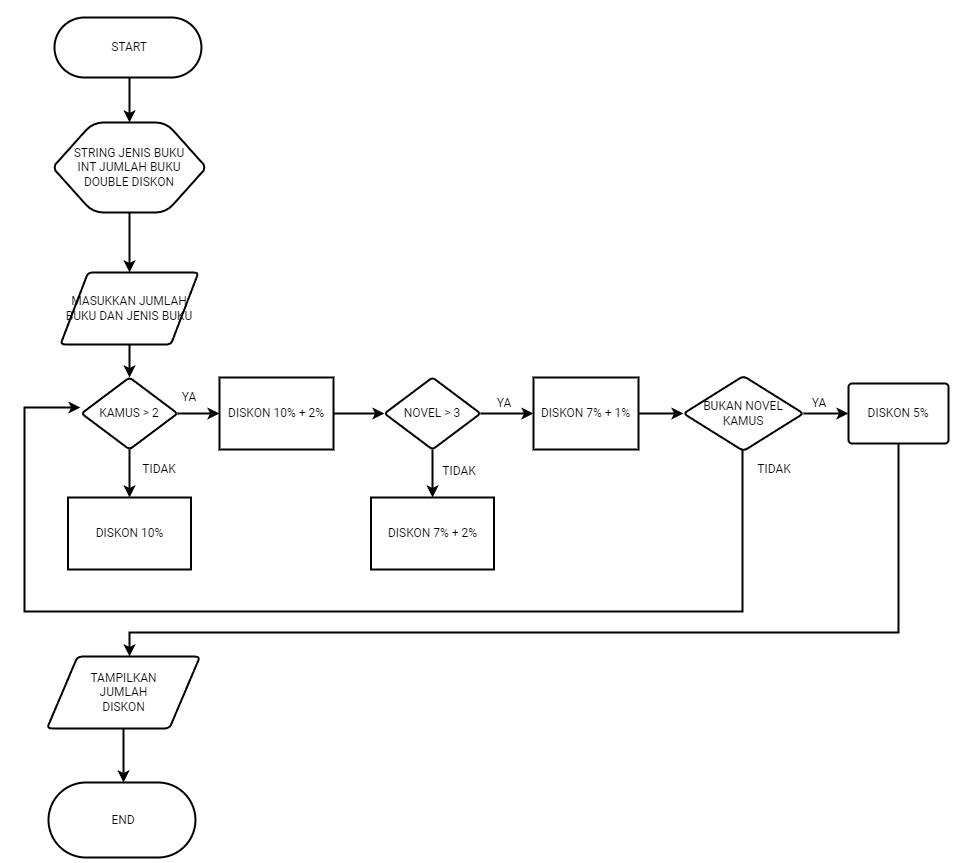 START
STRING JENIS BUKU
INT JUMLAH BUKU
DOUBLE DISKON
MASUKKAN JUMLAH
BUKU DAN JENIS BUKU
KAMUS > 2
YA
DISKON 10% + 2%
NOVEL > 3
YA
DISKON 7% + 1%
BUKAN NOVEL
KAMUS
YA
DISKON 5%
TIDAK
TIDAK
TIDAK
DISKON 10%
DISKON 7% + 2%
TAMPILKAN
JUMLAH
DISKON
END